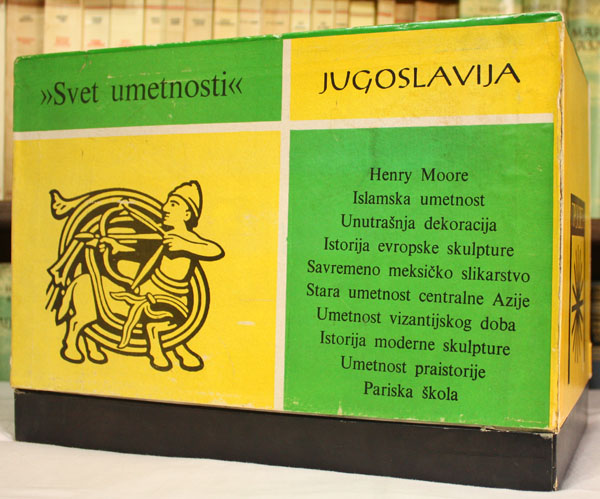 »Svet umetnosti«
JUGOSLAVIJA
Henry Moore
Islamska umetnost
Unutrašnja dekoracija
Istorija evropske skulpture
Savremeno meksičko slikarstvo
Stara umetnost centralne Azije
Umetnost vizantijskog doba
Istorija moderne skulpture
Umetnost praistorije
Pariska škola